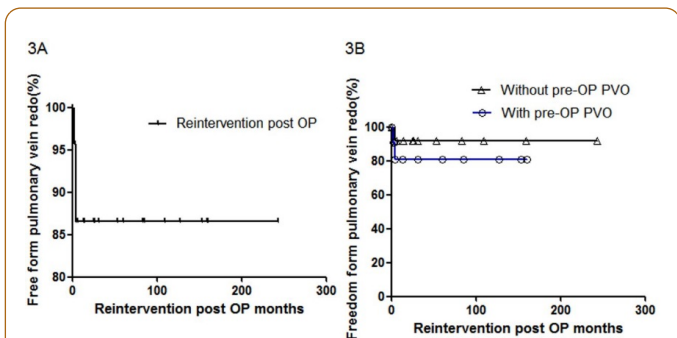 3A
Free form pulmonary vein redo(%)
100
95
90
85
80
0
100
200
300
Reintervention post OP
Reintervention post OP months
3B
Freedom form pulmonary vein redo(%)
Without pre-OP PVO
With pre-OP PVO
100
80
60
40
20
0
0
100
200
300
Reintervention post OP months